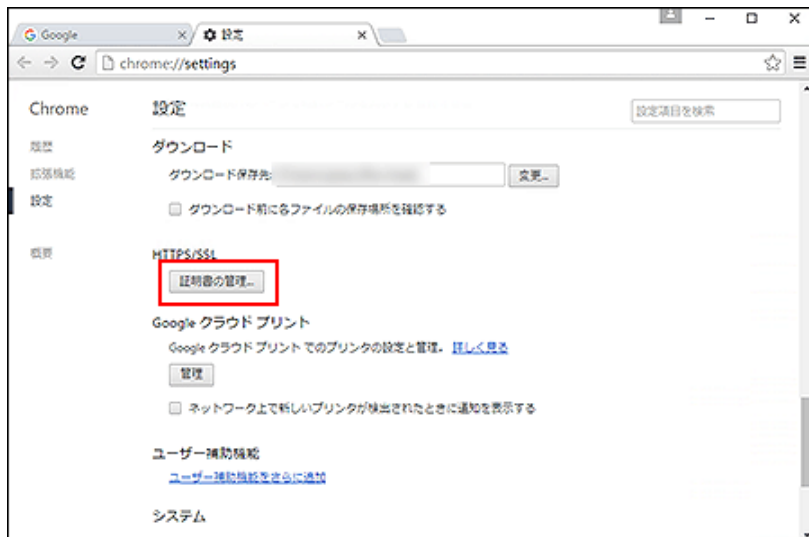 Google
設定
chrome://settings
Chrome
設定
設定項目を検索
履歴
拡張機能
設定
概要
ダウンロード
ダウンロード保存先:
変更...
ダウンロード前に各ファイルの保存場所を確認する
HTTPS/SSL
証明書の管理...
Google クラウド プリント
Google クラウド プリント でのプリンタの設定と管理。 詳しく見る
管理
ネットワーク上で新しいプリンタが検出されたときに通知を表示する
ユーザー補助機能
ユーザー補助機能をさらに追加
システム